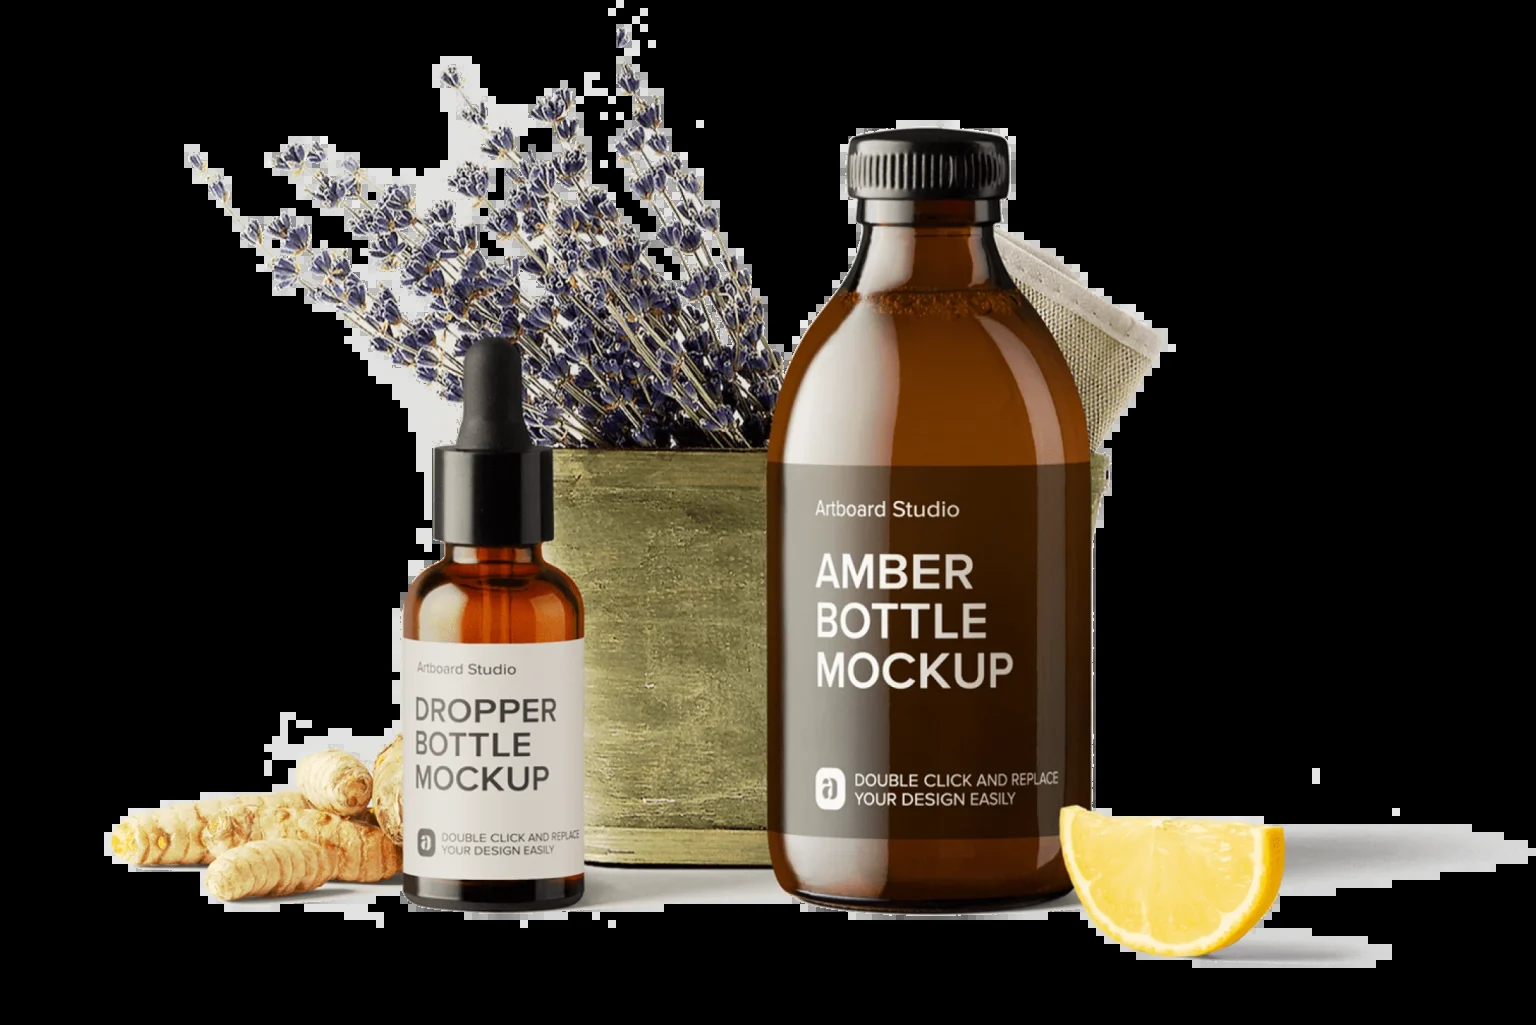 Artboard Studio
DROPPER
BOTTLE
MOCKUP
a
DOUBLE CLICK AND REPLACE
YOUR DESIGN EASILY
Artboard Studio
AMBER
BOTTLE
MOCKUP
a
DOUBLE CLICK AND REPLACE
YOUR DESIGN EASILY